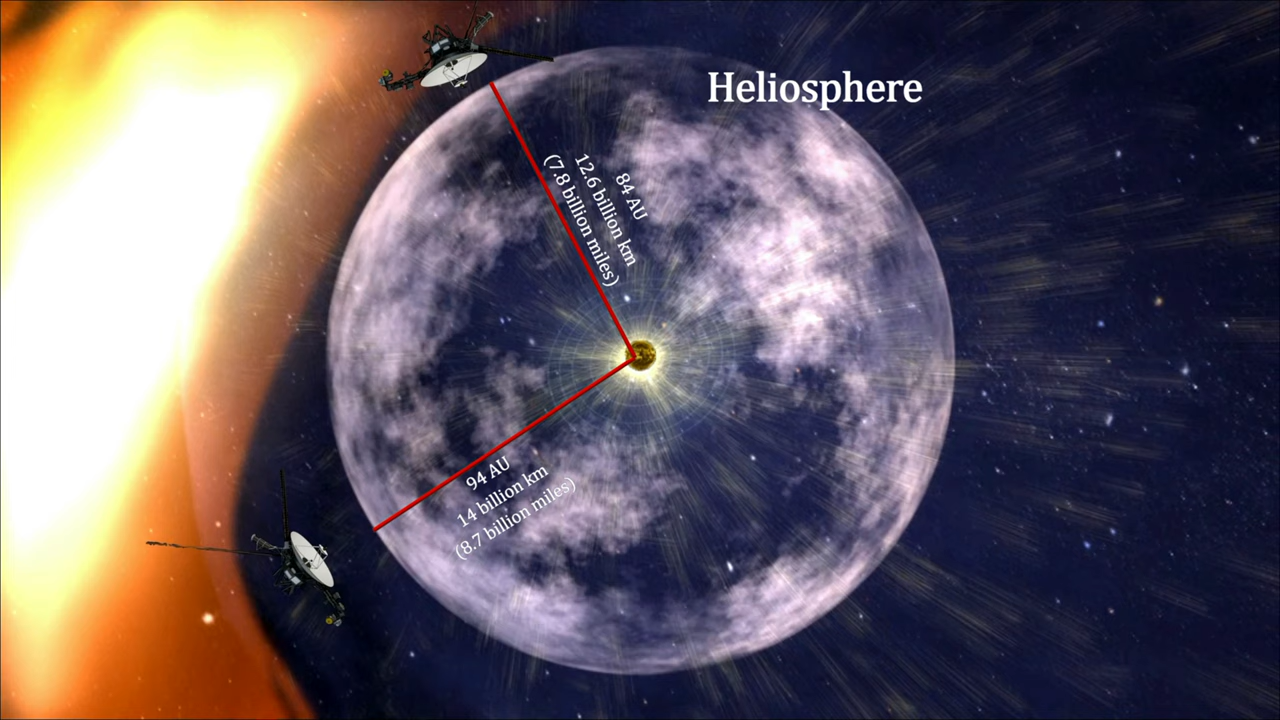 Heliosphere
84 AU
12.6 billion km
(7.8 billion miles)
94 AU
14 billion km
(8.7 billion miles)